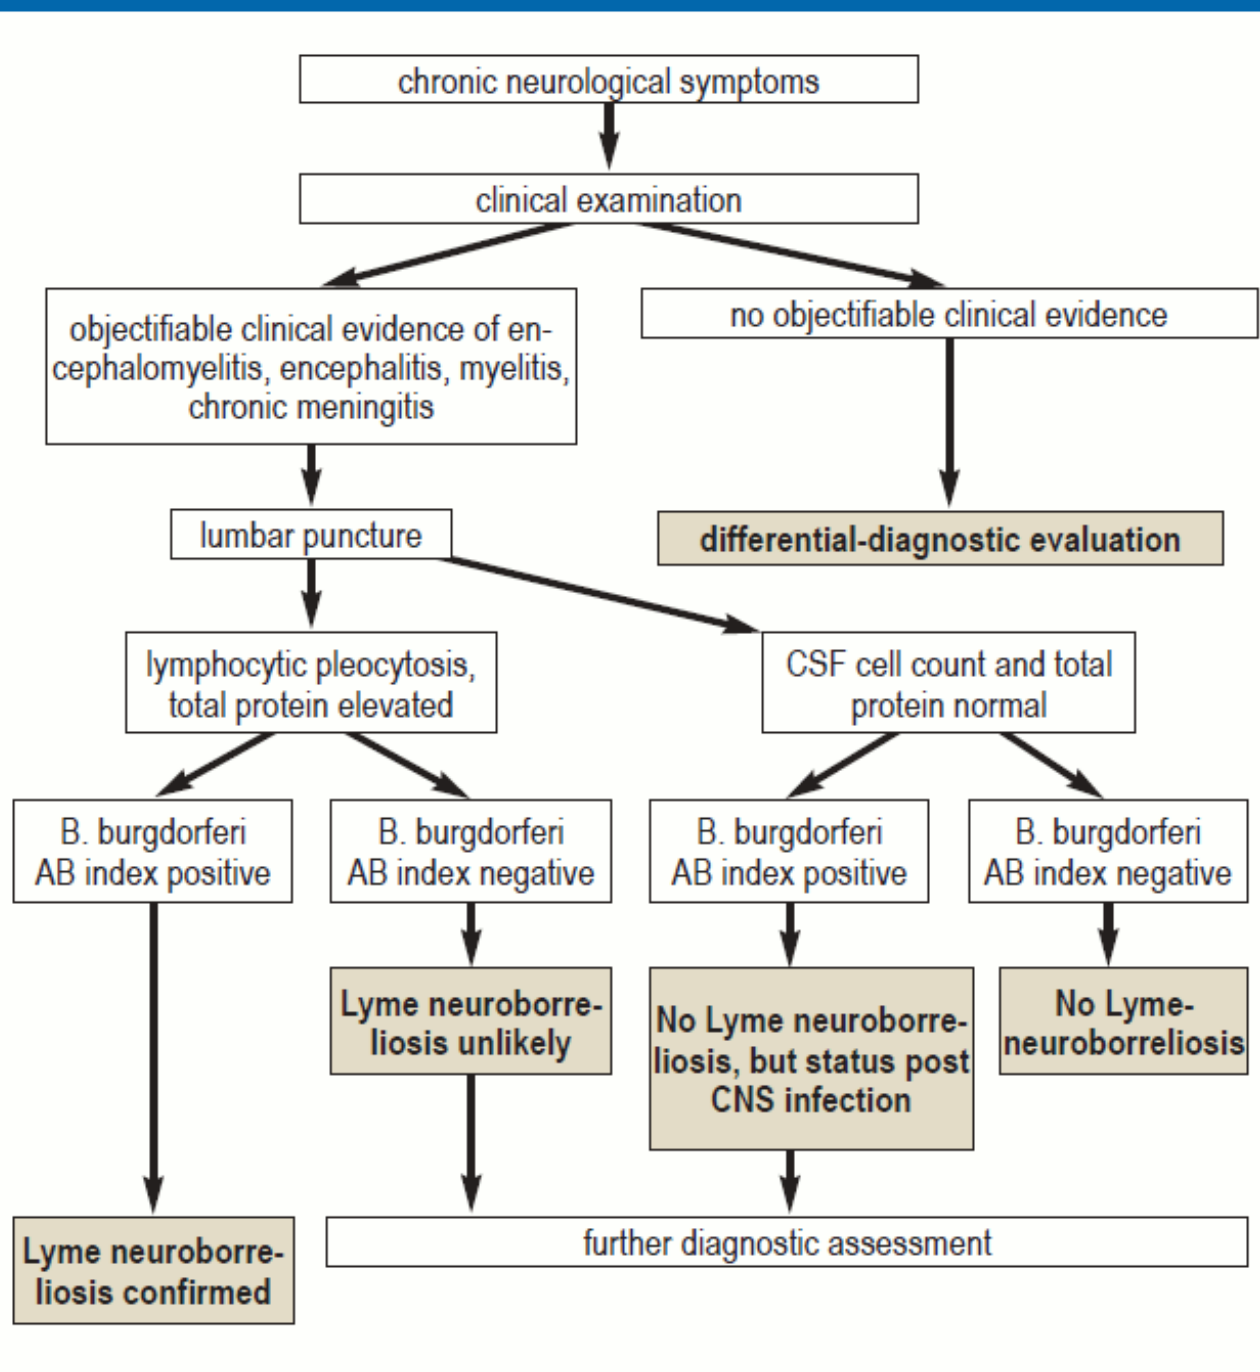 chronic neurological symptoms
clinical examination
objectifiable clinical evidence of en-
cephalomyelitis, encephalitis, myelitis,
chronic meningitis
no objectifiable clinical evidence
lumbar puncture
differential-diagnostic evaluation
lymphocytic pleocytosis,
total protein elevated
CSF cell count and total
protein normal
B. burgdorferi
AB index positive
B. burgdorferi
AB index negative
B. burgdorferi
AB index positive
B. burgdorferi
AB index negative
Lyme neuroborre-
liosis unlikely
No Lyme neuroborre-
liosis, but status post
CNS infection
No Lyme-
neuroborreliosis
Lyme neuroborre-
liosis confirmed
further diagnostic assessment